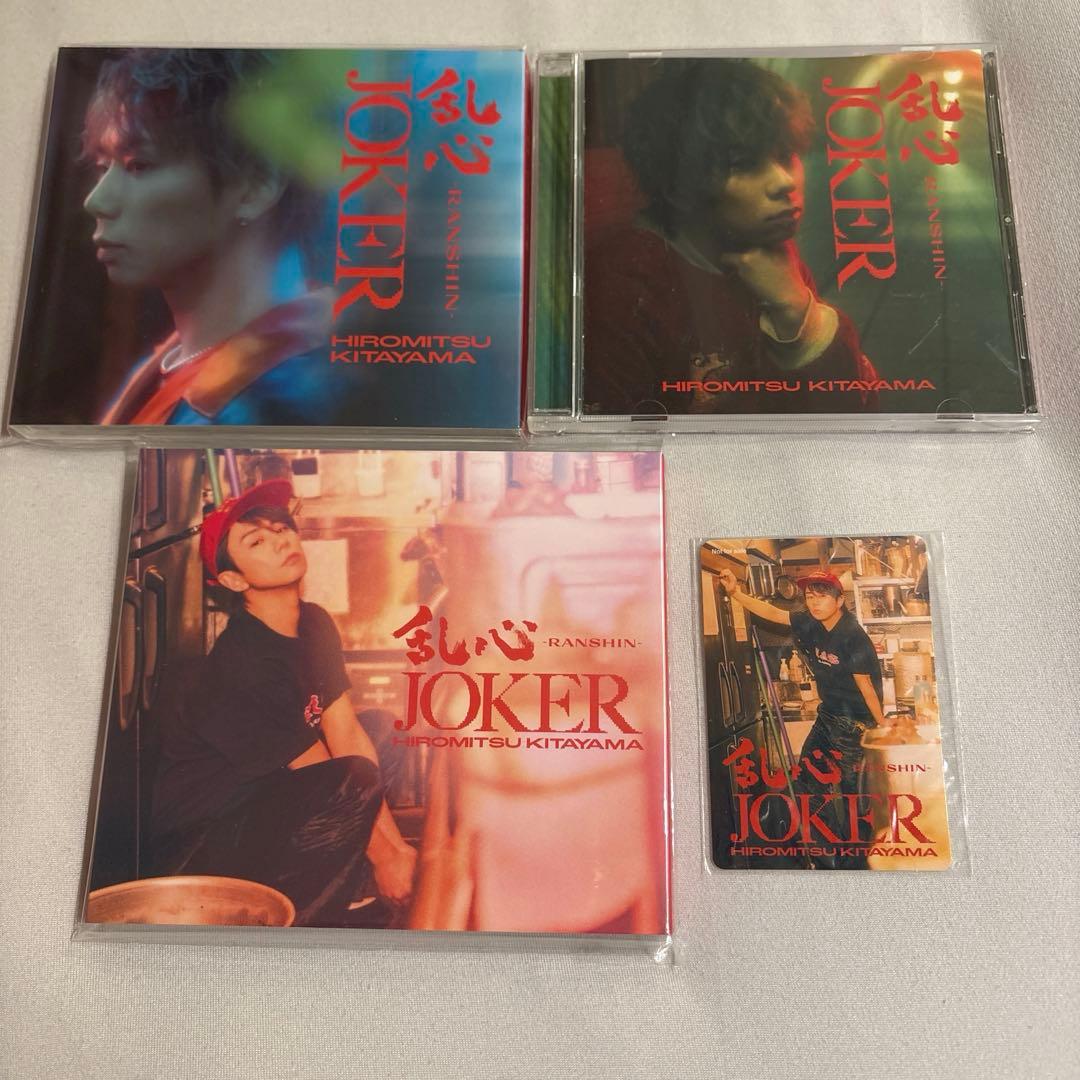 乱心
-RANSHIN-
JOKER
HIROMITSU
KITAYAMA
乱心
-RANSHIN-
JOKER
HIROMITSU KITAYAMA
乱心 -RANSHIN-
JOKER
HIROMITSU KITAYAMA
Not for sale
乱心 -RANSHIN-
JOKER
HIROMITSU KITAYAMA